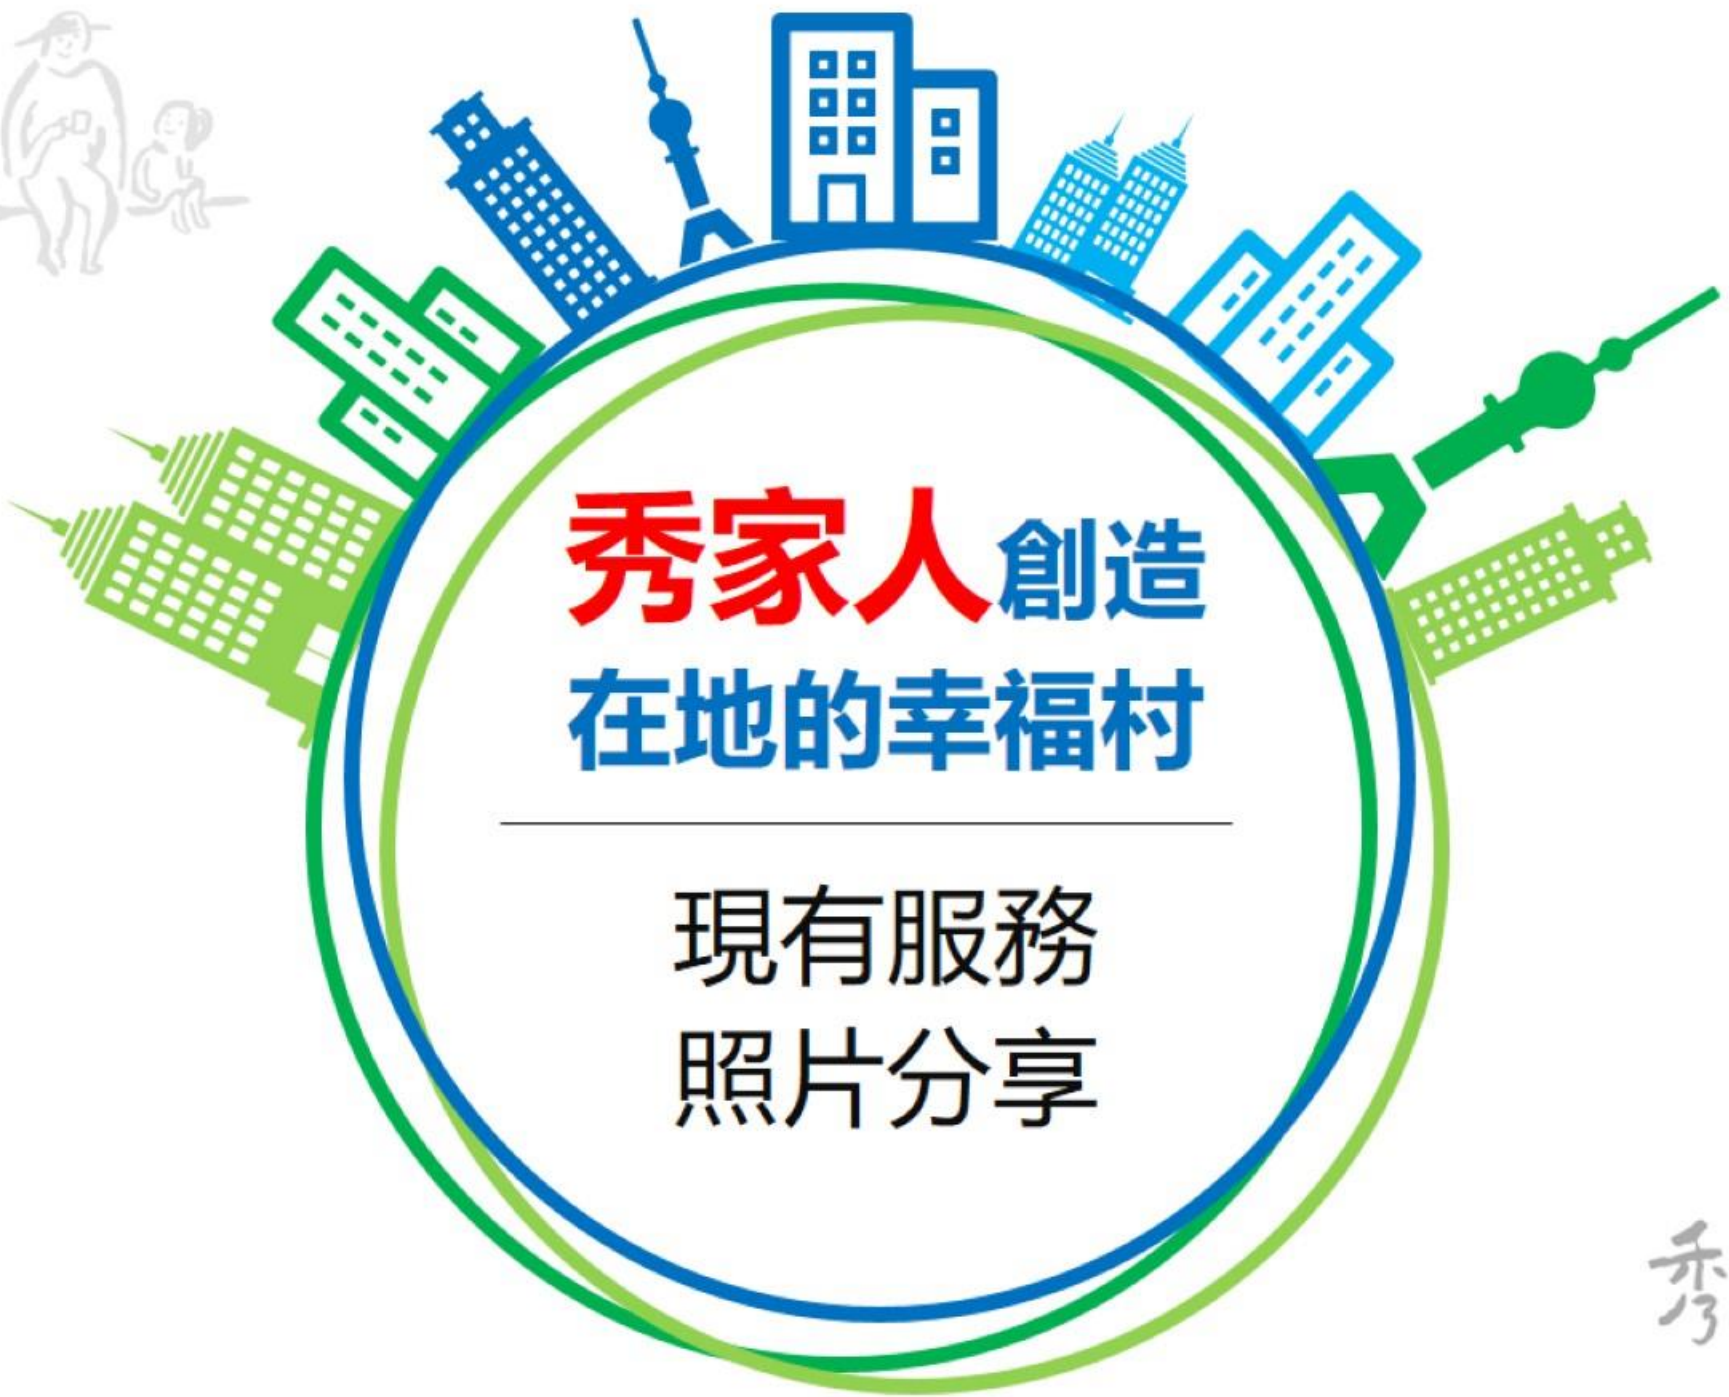 秀家人創造
在地的幸福村
現有服務
照片分享
秀